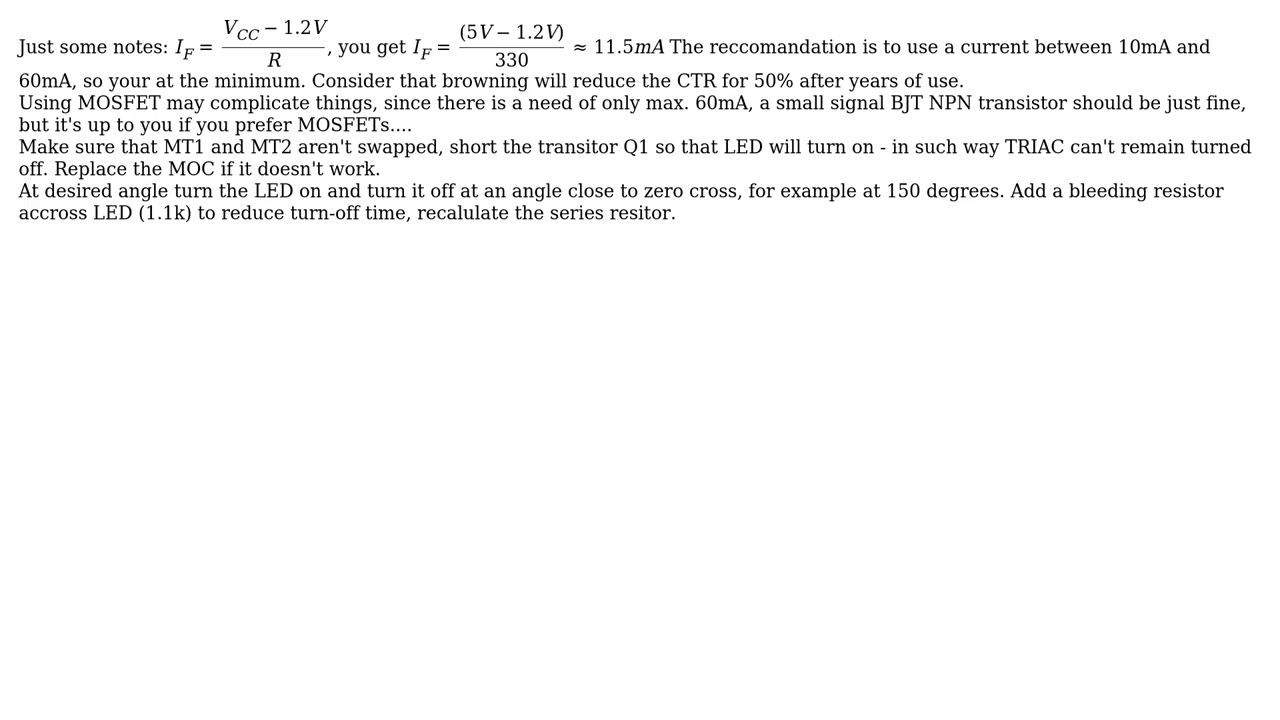 Just some notes: $I_F = \frac{V_{CC} - 1.2V}{R}$, you get $I_F = \frac{(5V - 1.2V)}{330} \approx 11.5mA$ The reccomandation is to use a current between 10mA and
60mA, so your at the minimum. Consider that browning will reduce the CTR for 50% after years of use.
Using MOSFET may complicate things, since there is a need of only max. 60mA, a small signal BJT NPN transistor should be just fine,
but it's up to you if you prefer MOSFETs....
Make sure that MT1 and MT2 aren't swapped, short the transitor Q1 so that LED will turn on - in such way TRIAC can't remain turned
off. Replace the MOC if it doesn't work.
At desired angle turn the LED on and turn it off at an angle close to zero cross, for example at 150 degrees. Add a bleeding resistor
accross LED (1.1k) to reduce turn-off time, recalulate the series resitor.